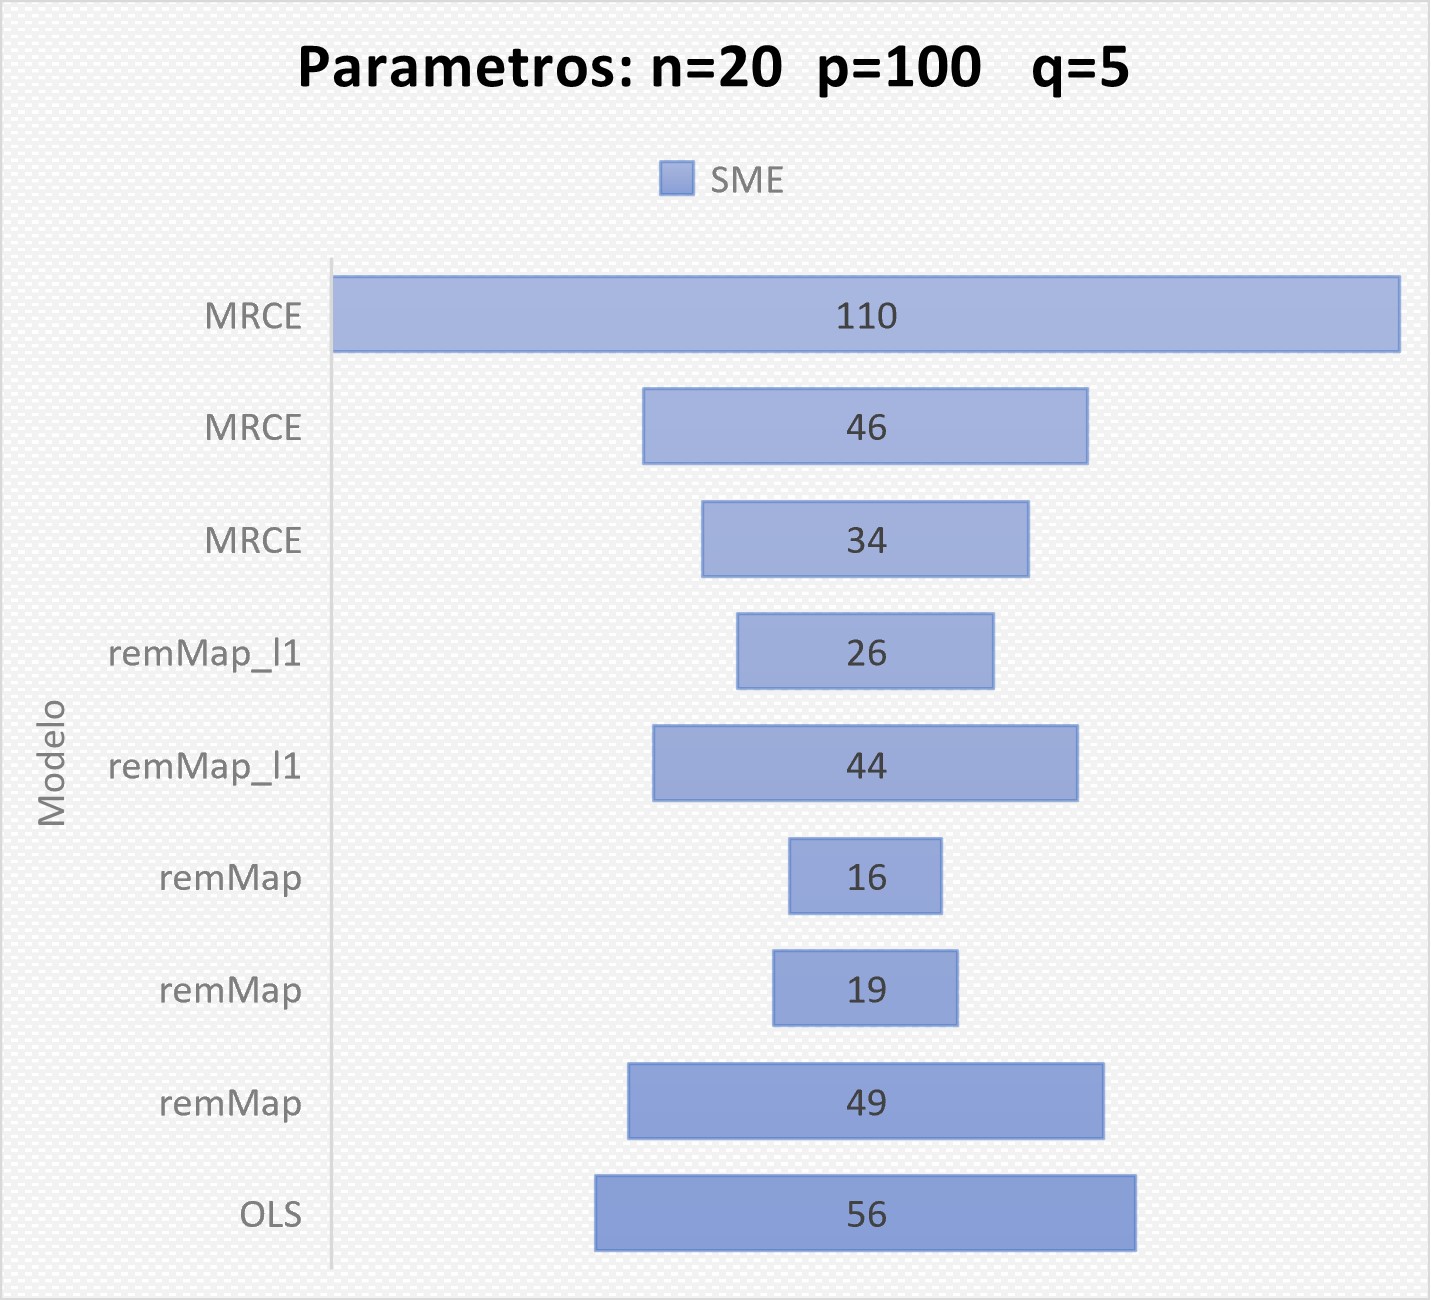 Parametros: n=20  p=100   q=5
SME
Modelo
MRCE 110
MRCE 46
MRCE 34
remMap_l1 26
remMap_l1 44
remMap 16
remMap 19
remMap 49
OLS 56